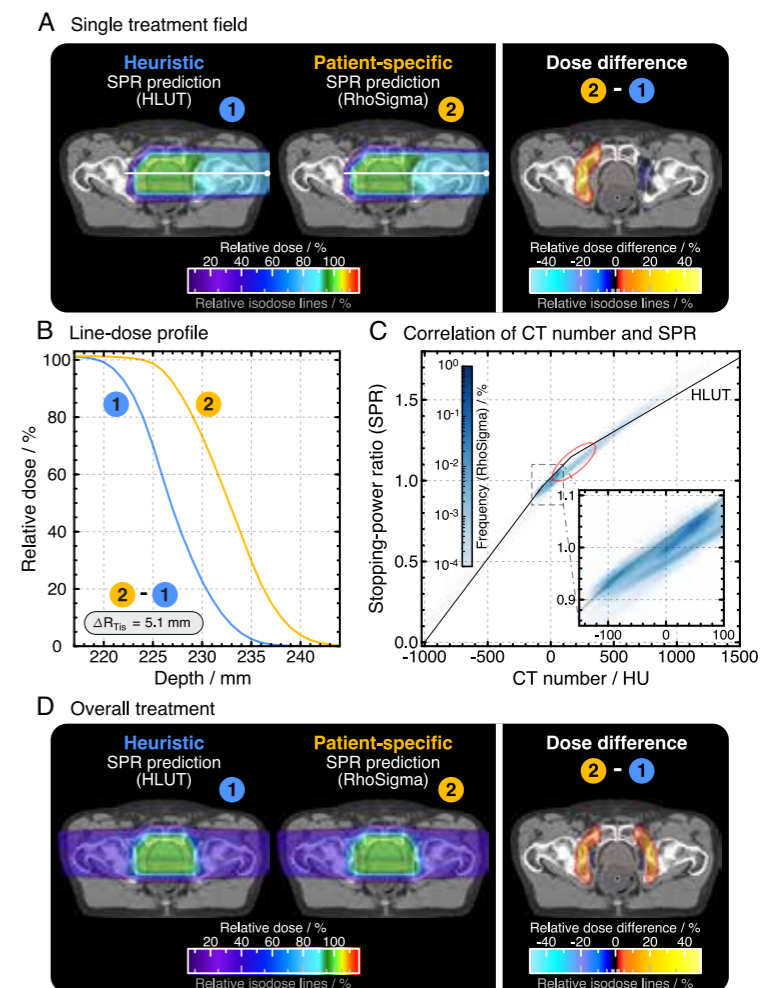 A Single treatment field
Heuristic
SPR prediction
(HLUT)
1
Patient-specific
SPR prediction
(RhoSigma)
2
Dose difference
2 - 1
Relative dose / %
20 40 60 80 100
Relative isodose lines / %
Relative dose difference / %
-40 -20 0 20 40
Relative isodose lines / %
B Line-dose profile
Relative dose / %
100
80
60
40
20
0
1
2
2 - 1
ΔR_Tis = 5.1 mm
220 225 230 235 240
Depth / mm
C Correlation of CT number and SPR
Stopping-power ratio (SPR)
1.5
1.0
0.5
0.0
10^0
10^-1
10^-2
10^-3
10^-4
Frequency (RhoSigma) / %
HLUT
1.1
1.0
0.9
-100 0 100
-1000 -500 0 500 1000 1500
CT number / HU
D Overall treatment
Heuristic
SPR prediction
(HLUT)
1
Patient-specific
SPR prediction
(RhoSigma)
2
Dose difference
2 - 1
Relative dose / %
20 40 60 80 100
Relative isodose lines / %
Relative dose difference / %
-40 -20 0 20 40
Relative isodose lines / %